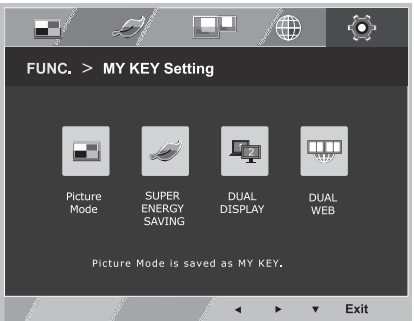 FUNC. > MY KEY Setting
2
Picture
Mode
SUPER
ENERGY
SAVING
DUAL
DISPLAY
DUAL
WEB
Picture Mode is saved as MY KEY.
◄ ► ▼ Exit